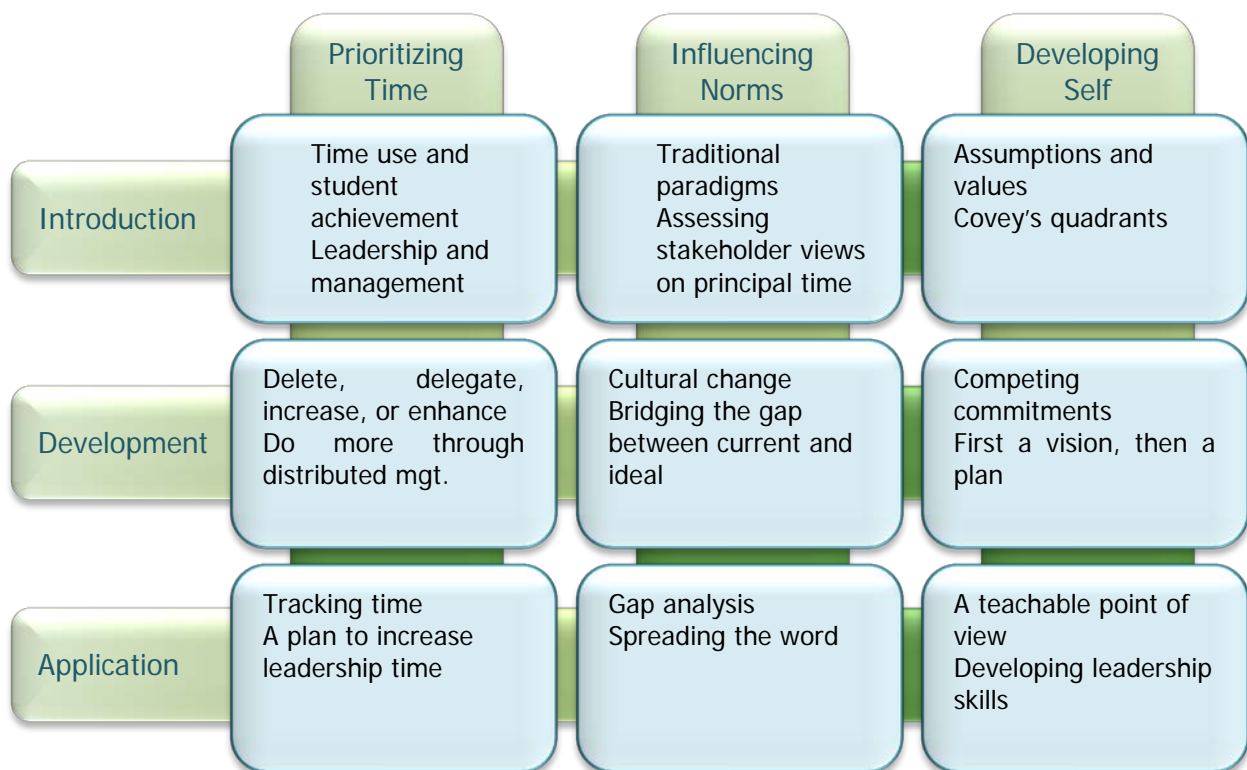 Prioritizing
Time
Influencing
Norms
Developing
Self
Introduction
Time use and
student
achievement
Leadership and
management
Traditional
paradigms
Assessing
stakeholder views
on principal time
Assumptions and
values
Covey's quadrants
Development
Delete, delegate,
increase, or enhance
Do more through
distributed mgt.
Cultural change
Bridging the gap
between current and
ideal
Competing
commitments
First a vision, then a
plan
Application
Tracking time
A plan to increase
leadership time
Gap analysis
Spreading the word
A teachable point of
view
Developing leadership
skills